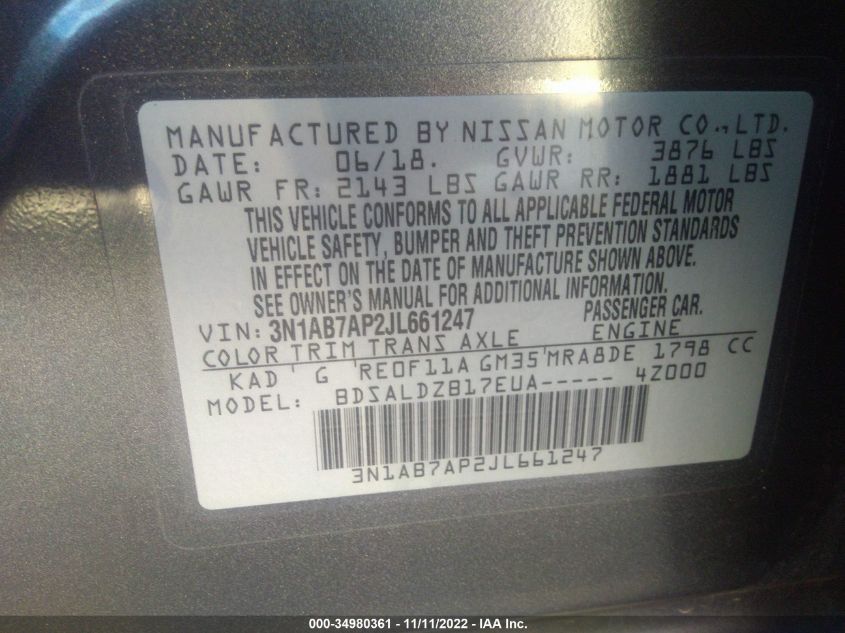 MANUFACTURED BY NISSAN MOTOR CO., LTD.
DATE: 06/18. GVWR: 3876 LBS
GAWR FR: 2143 LBS GAWR RR: 1881 LBS
THIS VEHICLE CONFORMS TO ALL APPLICABLE FEDERAL MOTOR
VEHICLE SAFETY, BUMPER AND THEFT PREVENTION STANDARDS
IN EFFECT ON THE DATE OF MANUFACTURE SHOWN ABOVE.
SEE OWNER'S MANUAL FOR ADDITIONAL INFORMATION.
VIN: 3N1AB7AP2JL661247 PASSENGER CAR.
COLOR TRIM TRANS AXLE ENGINE
KAD G RE0F11A GM35 MRA8DE 1798 CC
MODEL: BDSALDZB17EUA----- 4Z000
3N1AB7AP2JL661247
000-34980361 - 11/11/2022 - IAA Inc.